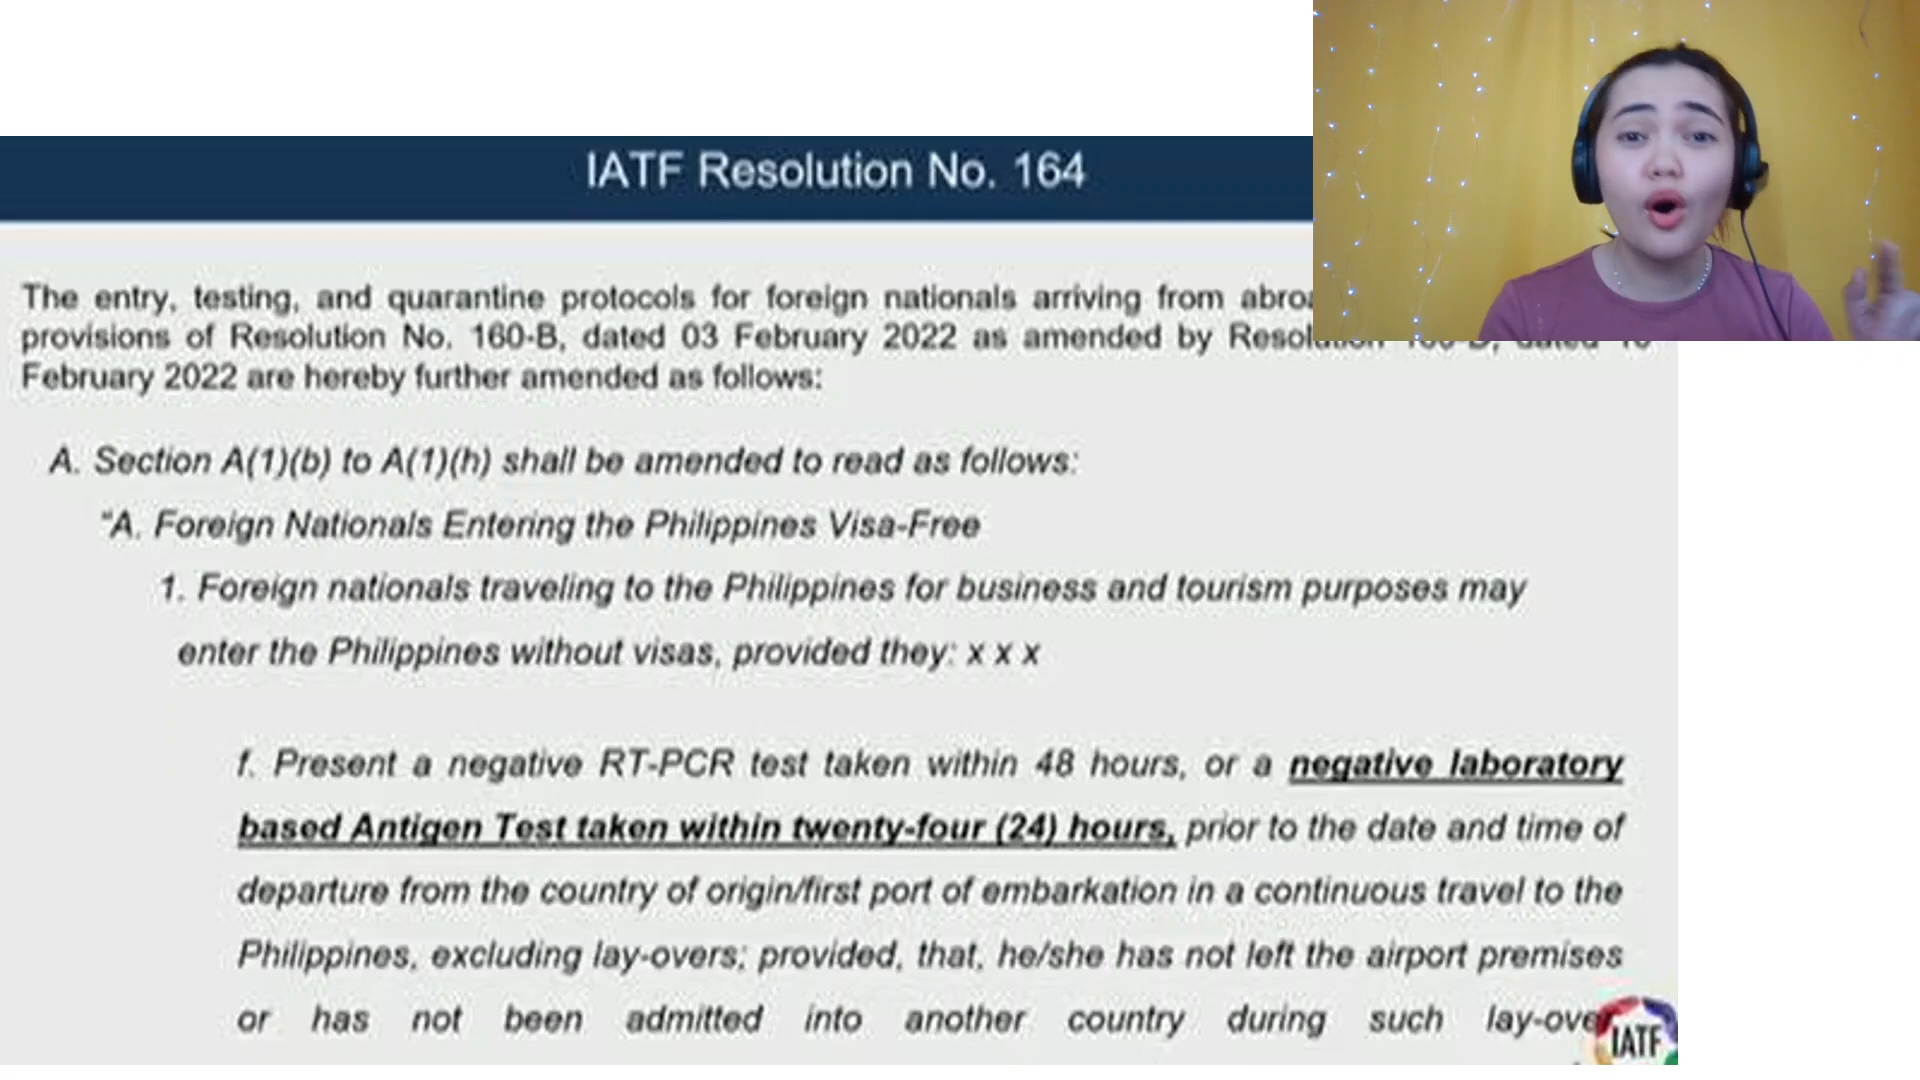 IATF Resolution No. 164
The entry, testing, and quarantine protocols for foreign nationals arriving from
provisions of Resolution No. 160-B, dated 03 February 2022 as amended by
February 2022 are hereby further amended as follows:
A. Section A(1)(b) to A(1)(h) shall be amended to read as follows:
"A. Foreign Nationals Entering the Philippines Visa-Free
1. Foreign nationals traveling to the Philippines for business and tourism purposes may
enter the Philippines without visas, provided they: x x x
f. Present a negative RT-PCR test taken within 48 hours, or a negative laboratory
based Antigen Test taken within twenty-four (24) hours, prior to the date and time of
departure from the country of origin/first port of embarkation in a continuous travel to the
Philippines, excluding lay-overs; provided, that, he/she has not left the airport premises
or has not been admitted into another country during such
IATF